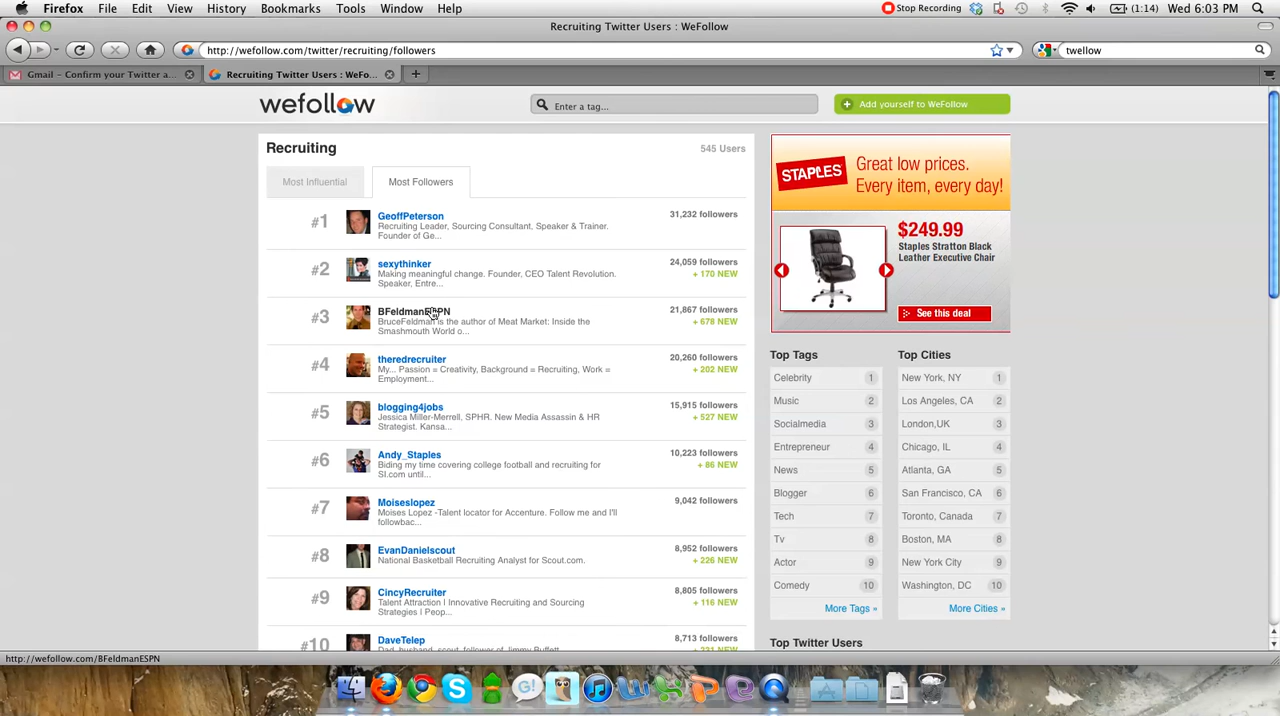 Firefox File Edit View History Bookmarks Tools Window Help
Stop Recording (1:14) Wed 6:03 PM
Recruiting Twitter Users : WeFollow
http://wefollow.com/twitter/recruiting/followers
twellow
Gmail – Confirm your Twitter a...
Recruiting Twitter Users : WeFo...
wefollow
Enter a tag...
Add yourself to WeFollow
Recruiting
545 Users
Most Influential
Most Followers
#1
GeoffPeterson
Recruiting Leader, Sourcing Consultant, Speaker & Trainer.
Founder of Ge...
31,232 followers
#2
sexythinker
Making meaningful change. Founder, CEO Talent Revolution.
Speaker, Entre...
24,059 followers
+ 170 NEW
#3
BFeldmanESPN
BruceFeldman is the author of Meat Market: Inside the
Smashmouth World o...
21,867 followers
+ 678 NEW
#4
theredrecruiter
My... Passion = Creativity, Background = Recruiting, Work =
Employment...
20,260 followers
+ 202 NEW
#5
blogging4jobs
Jessica Miller-Merrell, SPHR. New Media Assassin & HR
Strategist. Kansa...
15,915 followers
+ 527 NEW
#6
Andy_Staples
Biding my time covering college football and recruiting for
SI.com until...
10,223 followers
+ 86 NEW
#7
Moiseslopez
Moises Lopez -Talent locator for Accenture. Follow me and I'll
followbac...
9,042 followers
#8
EvanDanielscout
National Basketball Recruiting Analyst for Scout.com.
8,952 followers
+ 226 NEW
#9
CincyRecruiter
Talent Attraction I Innovative Recruiting and Sourcing
Strategies I Peop...
8,805 followers
+ 116 NEW
#10
DaveTelep
Dad, husband, scout, follower of Jimmy Buffett
8,713 followers
+ 221 NEW
STAPLES
Great low prices.
Every item, every day!
$249.99
Staples Stratton Black
Leather Executive Chair
See this deal
Top Tags
Celebrity 1
Music 2
Socialmedia 3
Entrepreneur 4
News 5
Blogger 6
Tech 7
Tv 8
Actor 9
Comedy 10
More Tags »
Top Cities
New York, NY 1
Los Angeles, CA 2
London,UK 3
Chicago, IL 4
Atlanta, GA 5
San Francisco, CA 6
Toronto, Canada 7
Boston, MA 8
New York City 9
Washington, DC 10
More Cities »
Top Twitter Users
http://wefollow.com/BFeldmanESPN